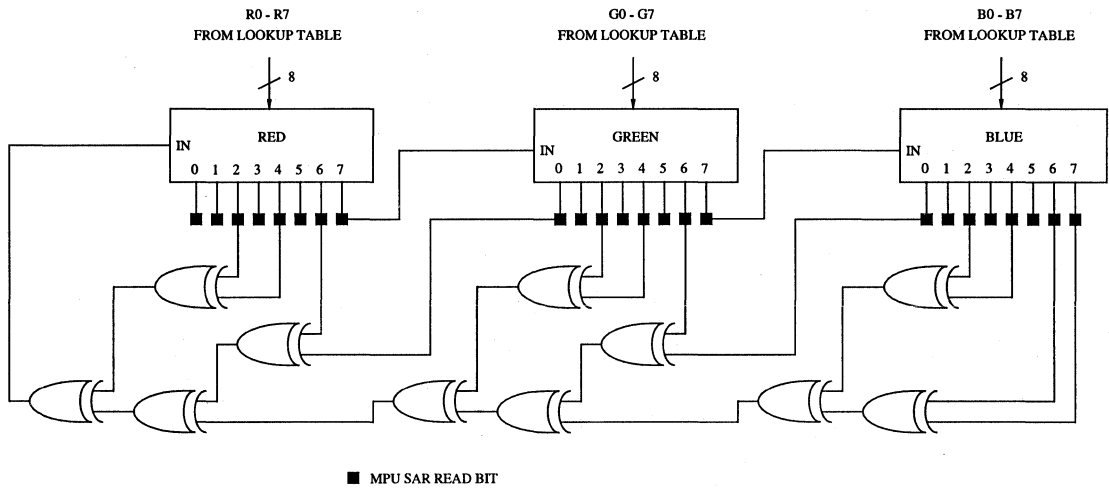 R0 - R7
FROM LOOKUP TABLE
G0 - G7
FROM LOOKUP TABLE
B0 - B7
FROM LOOKUP TABLE
8
8
8
RED
IN
0 1 2 3 4 5 6 7
GREEN
IN
0 1 2 3 4 5 6 7
BLUE
IN
0 1 2 3 4 5 6 7
MPU SAR READ BIT